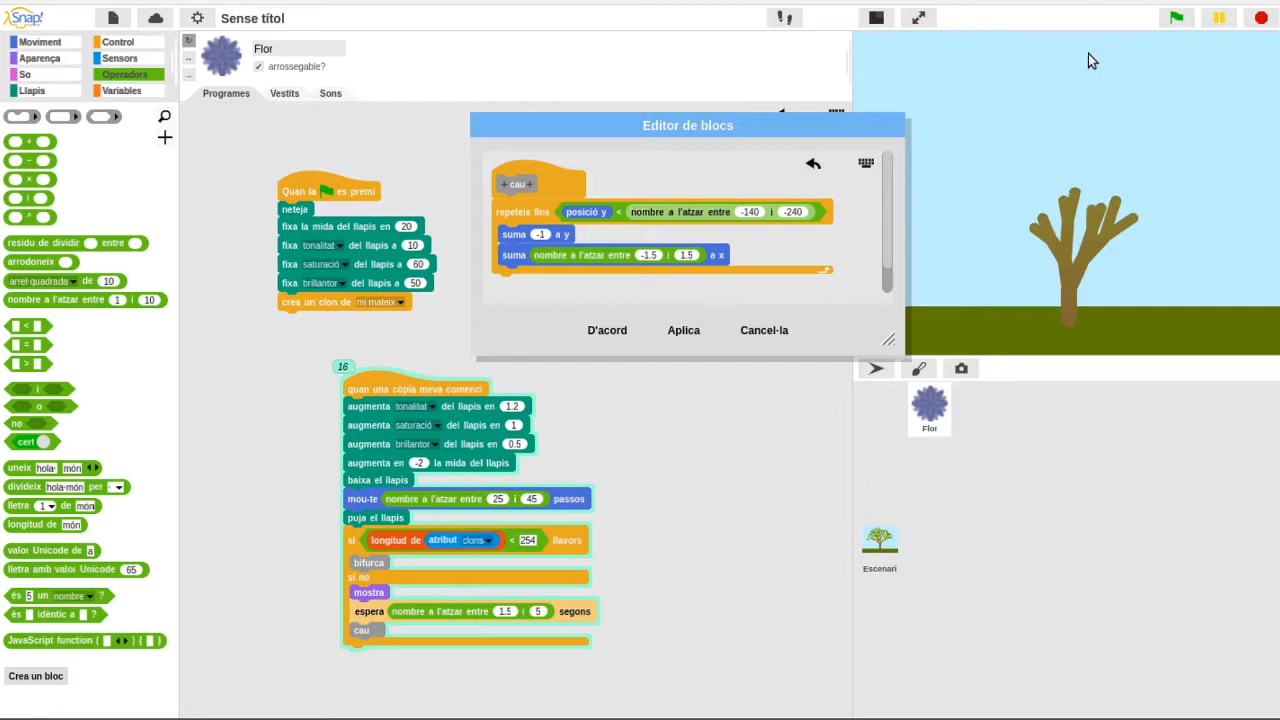 Snap!
Sense títol
Moviment
Control
Aparença
Sensors
So
Operadors
Llapis
Variables
+
−
×
/
^
residu de dividir entre
arrodoneix
arrel quadrada de 10
nombre a l'atzar entre 1 i 10
<
=
>
i
o
no
cert
uneix hola· món
divideix hola·món per ·
lletra 1 de món
longitud de món
valor Unicode de a
lletra amb valor Unicode 65
és 5 un nombre ?
és idèntic a ?
JavaScript function ( ) { }
Crea un bloc
Flor
arrossegable?
Programes
Vestits
Sons
Quan la es premi
neteja
fixa la mida del llapis en 20
fixa tonalitat del llapis a 10
fixa saturació del llapis a 60
fixa brillantor del llapis a 50
crea un clon de mi mateix
16
quan una còpia meva comenci
augmenta tonalitat del llapis en 1.2
augmenta saturació del llapis en 1
augmenta brillantor del llapis en 0.5
augmenta en -2 la mida del llapis
baixa el llapis
mou-te nombre a l'atzar entre 25 i 45 passos
puja el llapis
si longitud de atribut clons < 254 llavors
bifurca
si no
mostra
espera nombre a l'atzar entre 1.5 i 5 segons
cau
Editor de blocs
+ cau +
repeteix fins posició y < nombre a l'atzar entre -140 i -240
suma -1 a y
suma nombre a l'atzar entre -1.5 i 1.5 a x
D'acord
Aplica
Cancel·la
Flor
Escenari